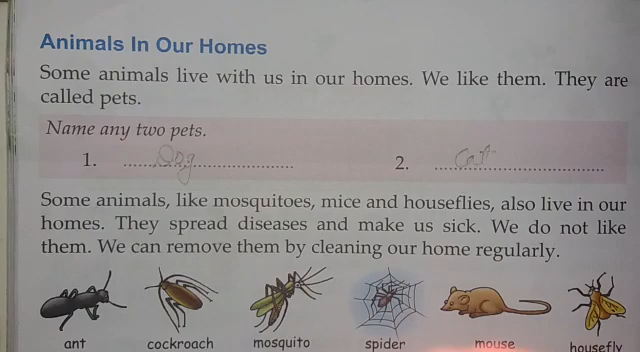 Animals In Our Homes
Some animals live with us in our homes. We like them. They are
called pets.
Name any two pets.
1. Dog 2. Cat
Some animals, like mosquitoes, mice and houseflies, also live in our
homes. They spread diseases and make us sick. We do not like
them. We can remove them by cleaning our home regularly.
ant cockroach mosquito spider mouse housefly